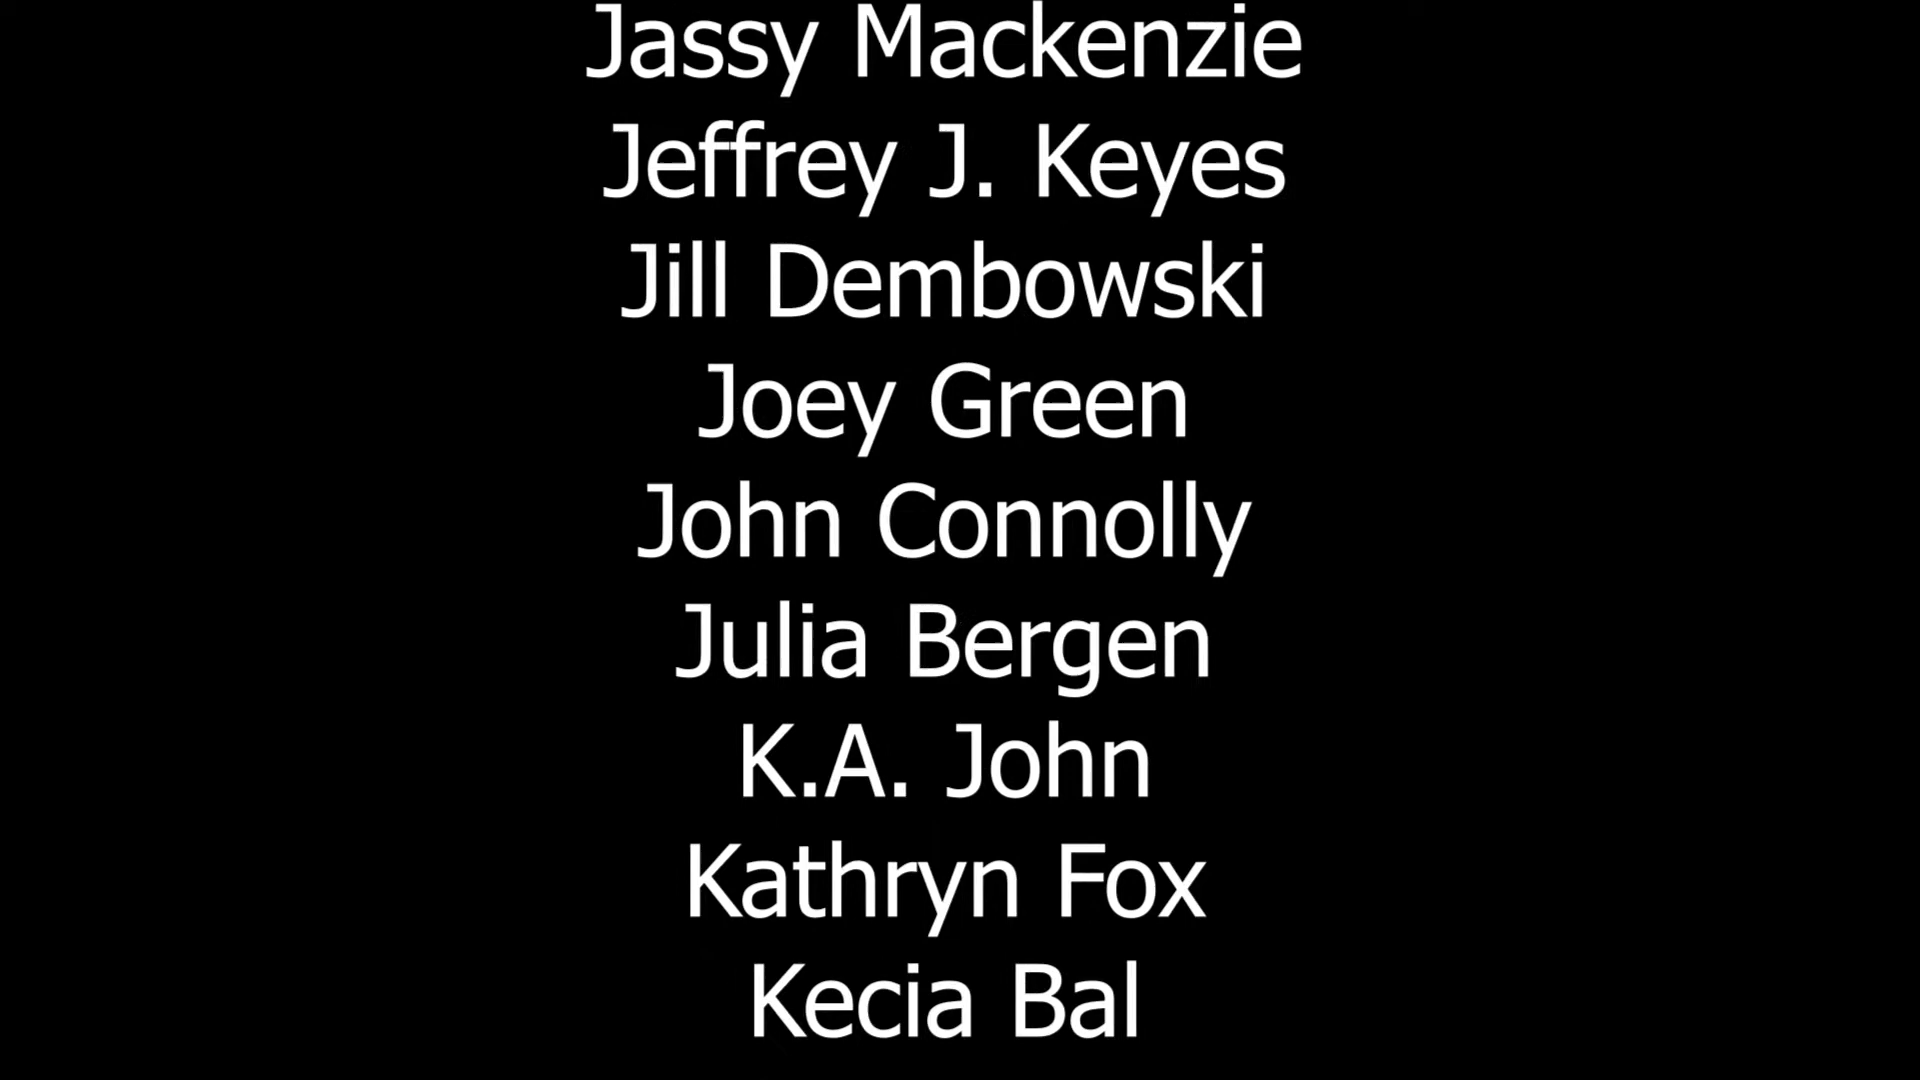 Jassy Mackenzie
Jeffrey J. Keyes
Jill Dembowski
Joey Green
John Connolly
Julia Bergen
K.A. John
Kathryn Fox
Kecia Bal